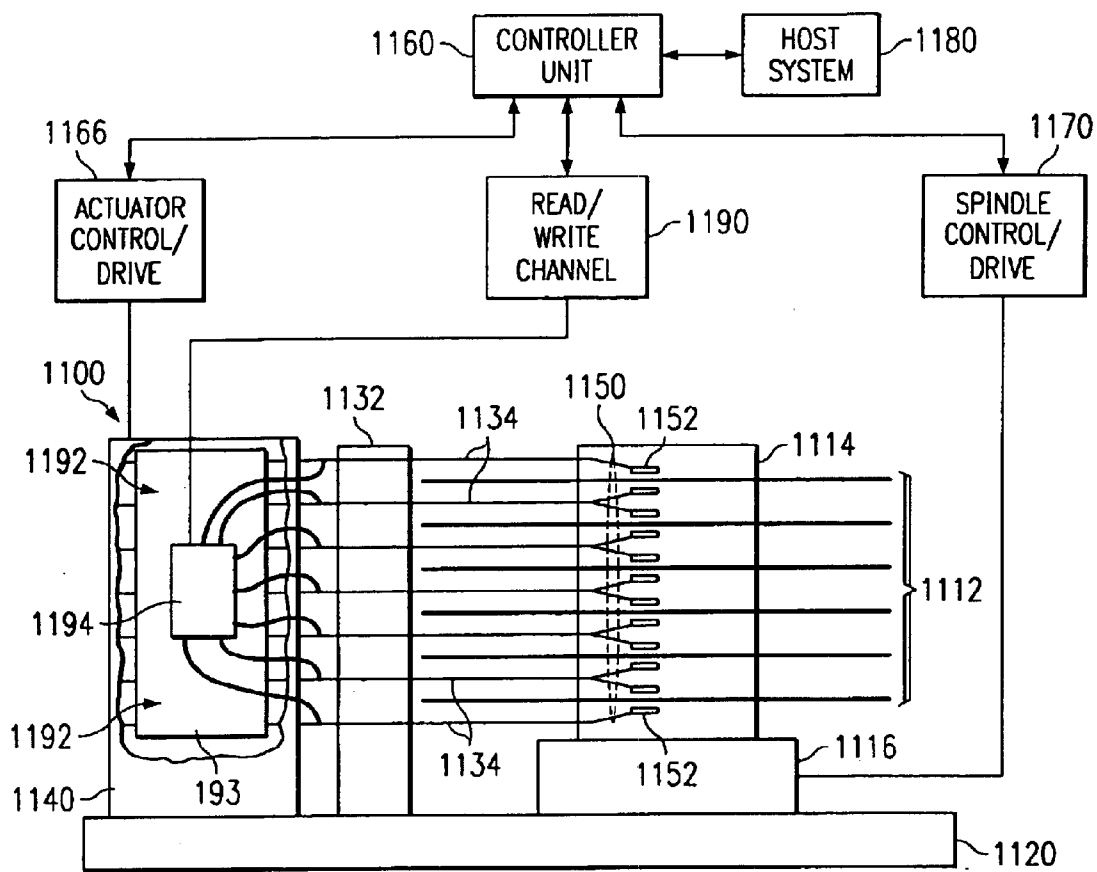 1160
CONTROLLER
UNIT
HOST
SYSTEM
1180
1166
ACTUATOR
CONTROL/
DRIVE
READ/
WRITE
CHANNEL
1190
1170
SPINDLE
CONTROL/
DRIVE
1100
1132
1134
1150
1152
1114
1192
1194
1112
1192
193
1134
1152
1116
1140
1120